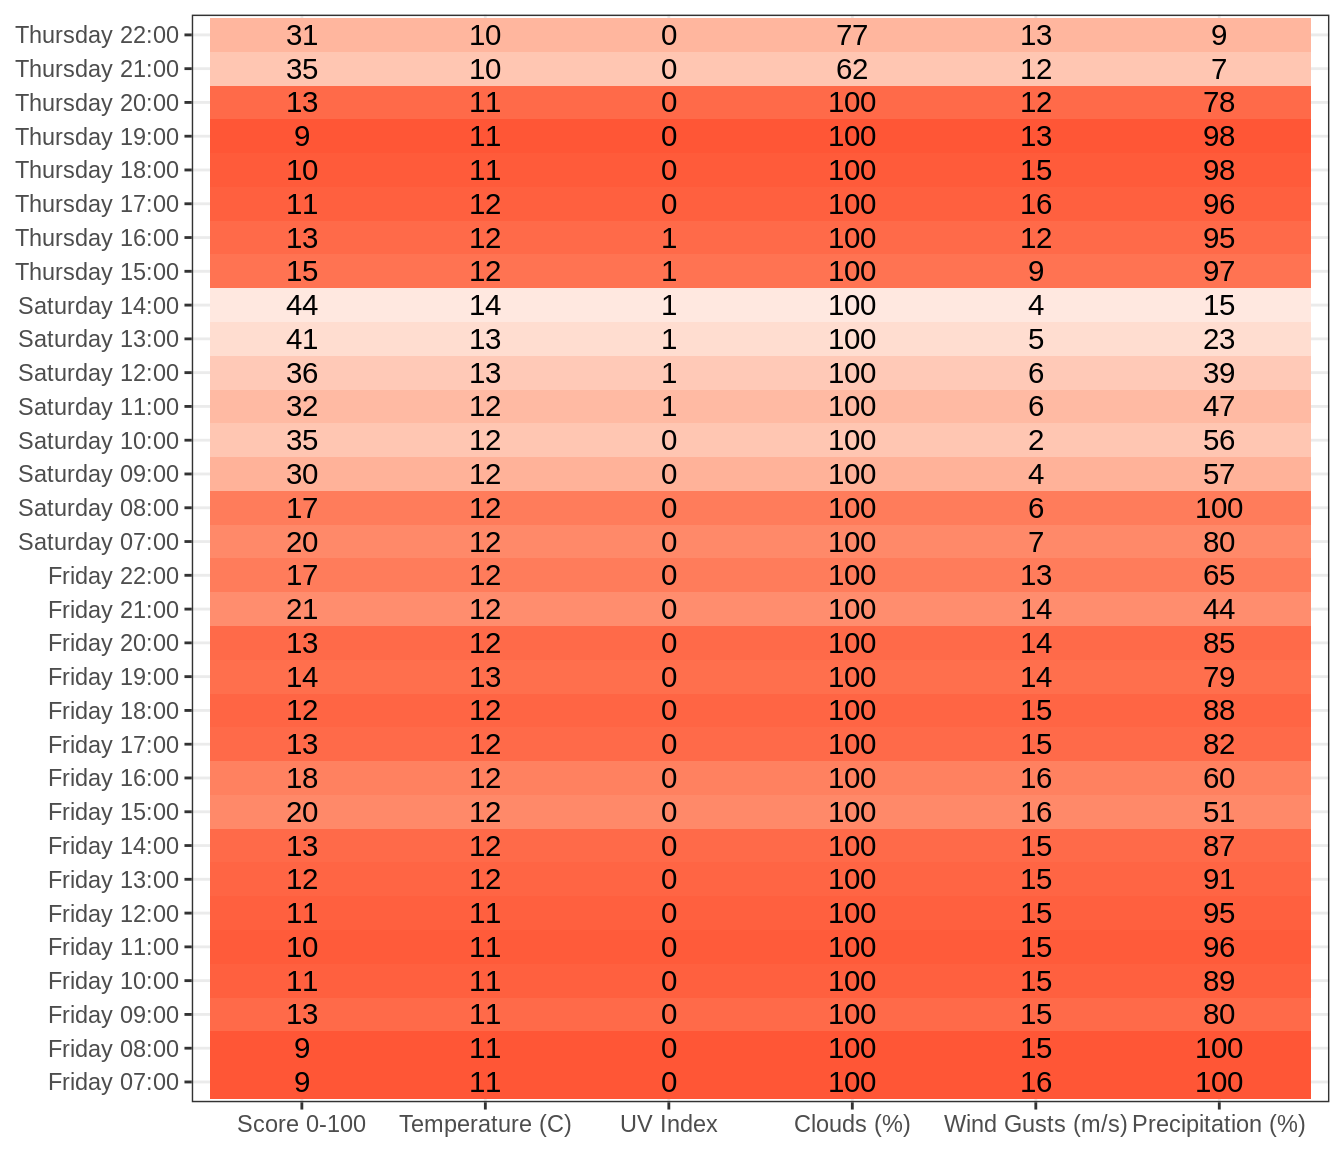 Thursday 22:00 31 10 0 77 13 9
Thursday 21:00 35 10 0 62 12 7
Thursday 20:00 13 11 0 100 12 78
Thursday 19:00 9 11 0 100 13 98
Thursday 18:00 10 11 0 100 15 98
Thursday 17:00 11 12 0 100 16 96
Thursday 16:00 13 12 1 100 12 95
Thursday 15:00 15 12 1 100 9 97
Saturday 14:00 44 14 1 100 4 15
Saturday 13:00 41 13 1 100 5 23
Saturday 12:00 36 13 1 100 6 39
Saturday 11:00 32 12 1 100 6 47
Saturday 10:00 35 12 0 100 2 56
Saturday 09:00 30 12 0 100 4 57
Saturday 08:00 17 12 0 100 6 100
Saturday 07:00 20 12 0 100 7 80
Friday 22:00 17 12 0 100 13 65
Friday 21:00 21 12 0 100 14 44
Friday 20:00 13 12 0 100 14 85
Friday 19:00 14 13 0 100 14 79
Friday 18:00 12 12 0 100 15 88
Friday 17:00 13 12 0 100 15 82
Friday 16:00 18 12 0 100 16 60
Friday 15:00 20 12 0 100 16 51
Friday 14:00 13 12 0 100 15 87
Friday 13:00 12 12 0 100 15 91
Friday 12:00 11 11 0 100 15 95
Friday 11:00 10 11 0 100 15 96
Friday 10:00 11 11 0 100 15 89
Friday 09:00 13 11 0 100 15 80
Friday 08:00 9 11 0 100 15 100
Friday 07:00 9 11 0 100 16 100
Score 0-100 Temperature (C) UV Index Clouds (%) Wind Gusts (m/s) Precipitation (%)